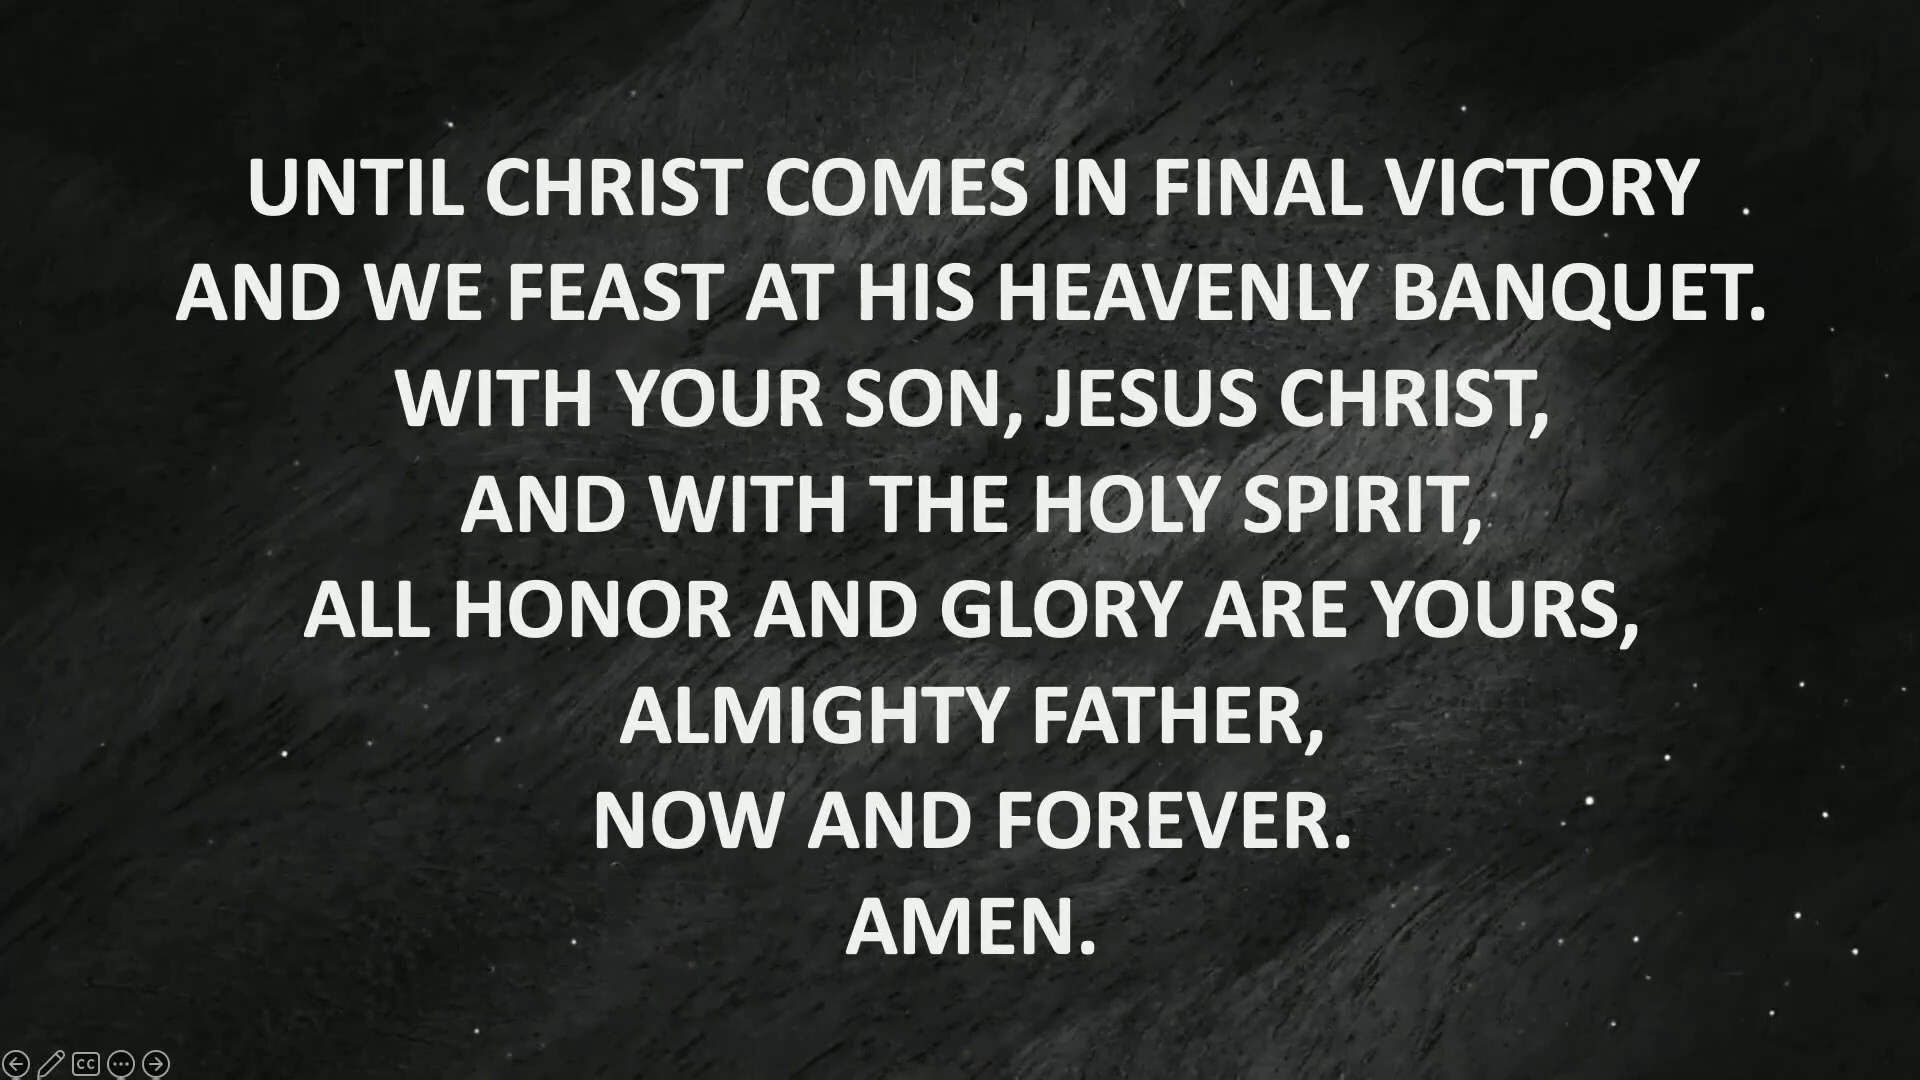 UNTIL CHRIST COMES IN FINAL VICTORY
AND WE FEAST AT HIS HEAVENLY BANQUET.
WITH YOUR SON, JESUS CHRIST,
AND WITH THE HOLY SPIRIT,
ALL HONOR AND GLORY ARE YOURS,
ALMIGHTY FATHER,
NOW AND FOREVER.
AMEN.
CC